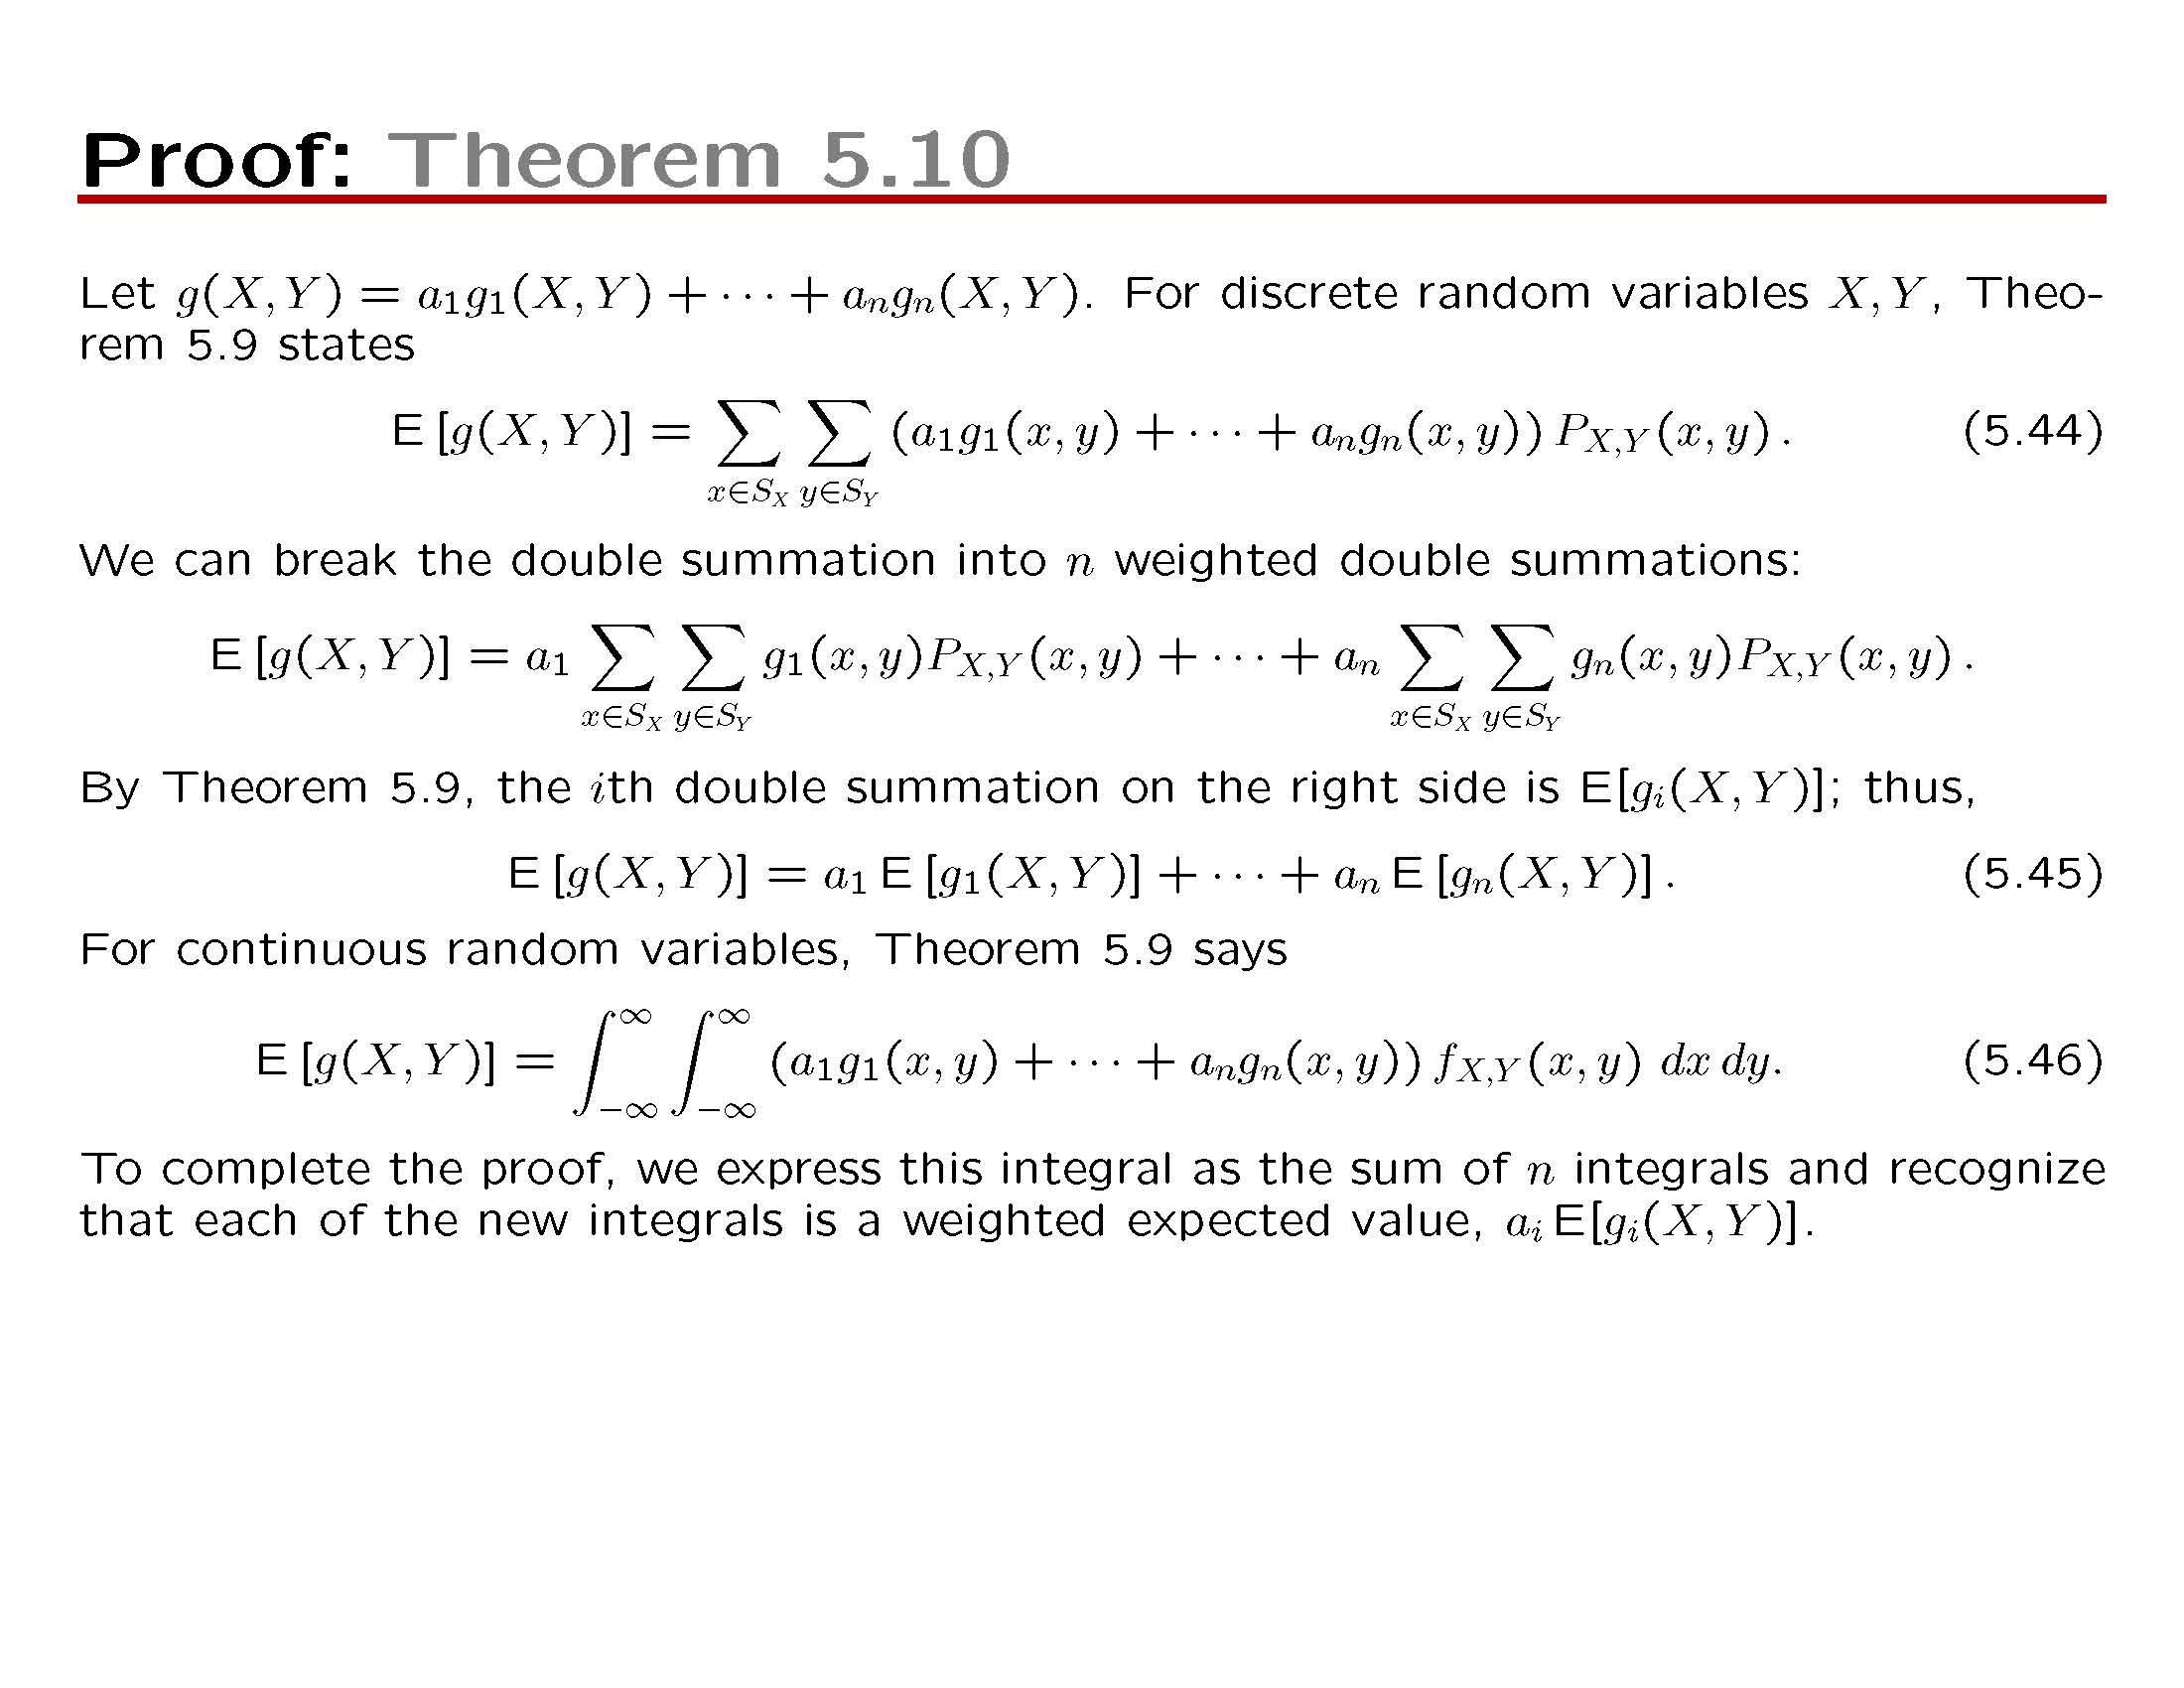 Proof: Theorem 5.10
Let g(X, Y) = a₁g₁(X, Y) + ··· + aₙgₙ(X, Y). For discrete random variables X, Y, Theo-
rem 5.9 states
E [g(X, Y)] = ∑_{x∈S_X} ∑_{y∈S_Y} (a₁g₁(x, y) + ··· + aₙgₙ(x, y)) P_{X,Y}(x, y) . (5.44)
We can break the double summation into n weighted double summations:
E [g(X, Y)] = a₁ ∑_{x∈S_X} ∑_{y∈S_Y} g₁(x, y)P_{X,Y}(x, y) + ··· + aₙ ∑_{x∈S_X} ∑_{y∈S_Y} gₙ(x, y)P_{X,Y}(x, y) .
By Theorem 5.9, the ith double summation on the right side is E[gᵢ(X, Y)]; thus,
E [g(X, Y)] = a₁ E [g₁(X, Y)] + ··· + aₙ E [gₙ(X, Y)] . (5.45)
For continuous random variables, Theorem 5.9 says
E [g(X, Y)] = ∫_{−∞}^{∞} ∫_{−∞}^{∞} (a₁g₁(x, y) + ··· + aₙgₙ(x, y)) f_{X,Y}(x, y) dx dy. (5.46)
To complete the proof, we express this integral as the sum of n integrals and recognize
that each of the new integrals is a weighted expected value, aᵢ E[gᵢ(X, Y)].